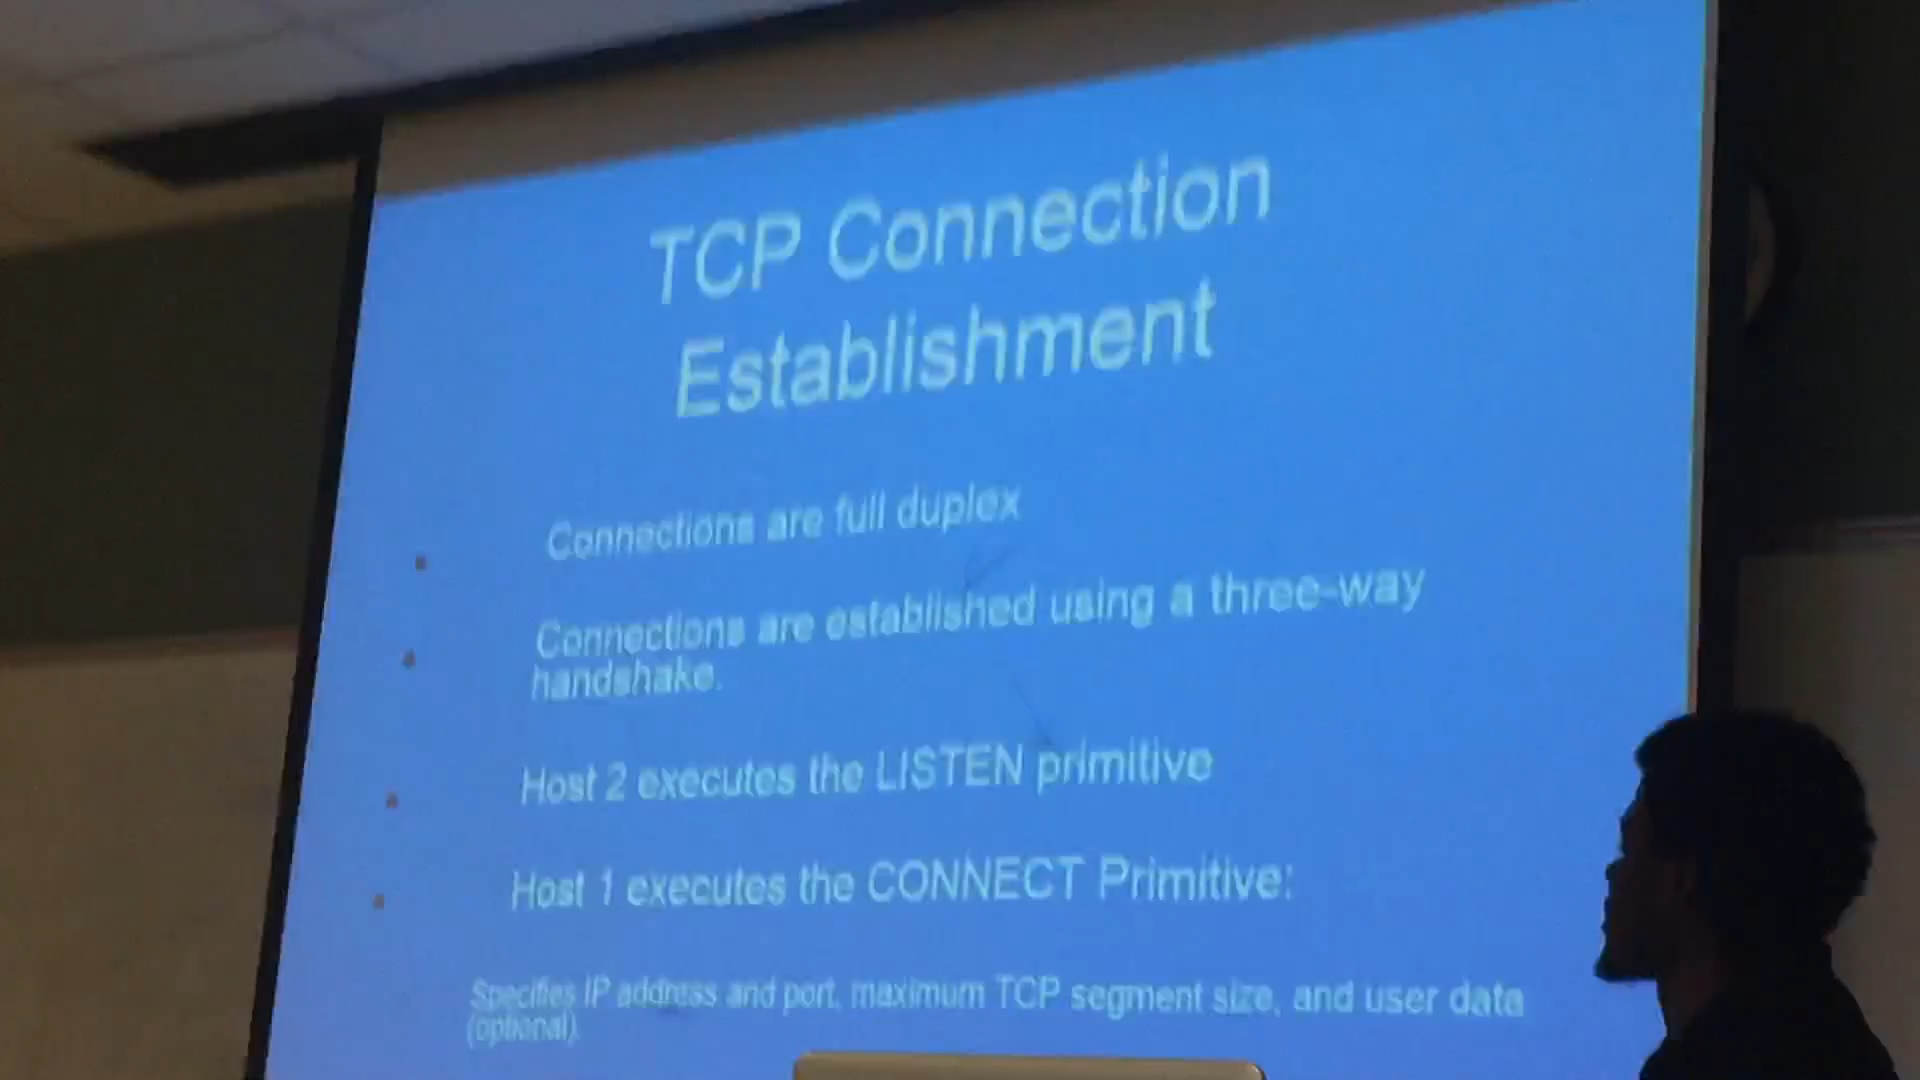 TCP Connection
Establishment
Connections are full duplex
Connections are established using a three-way
handshake.
Host 2 executes the LISTEN primitive
Host 1 executes the CONNECT Primitive:
Specifies IP address and port, maximum TCP segment size, and user data
(optional).